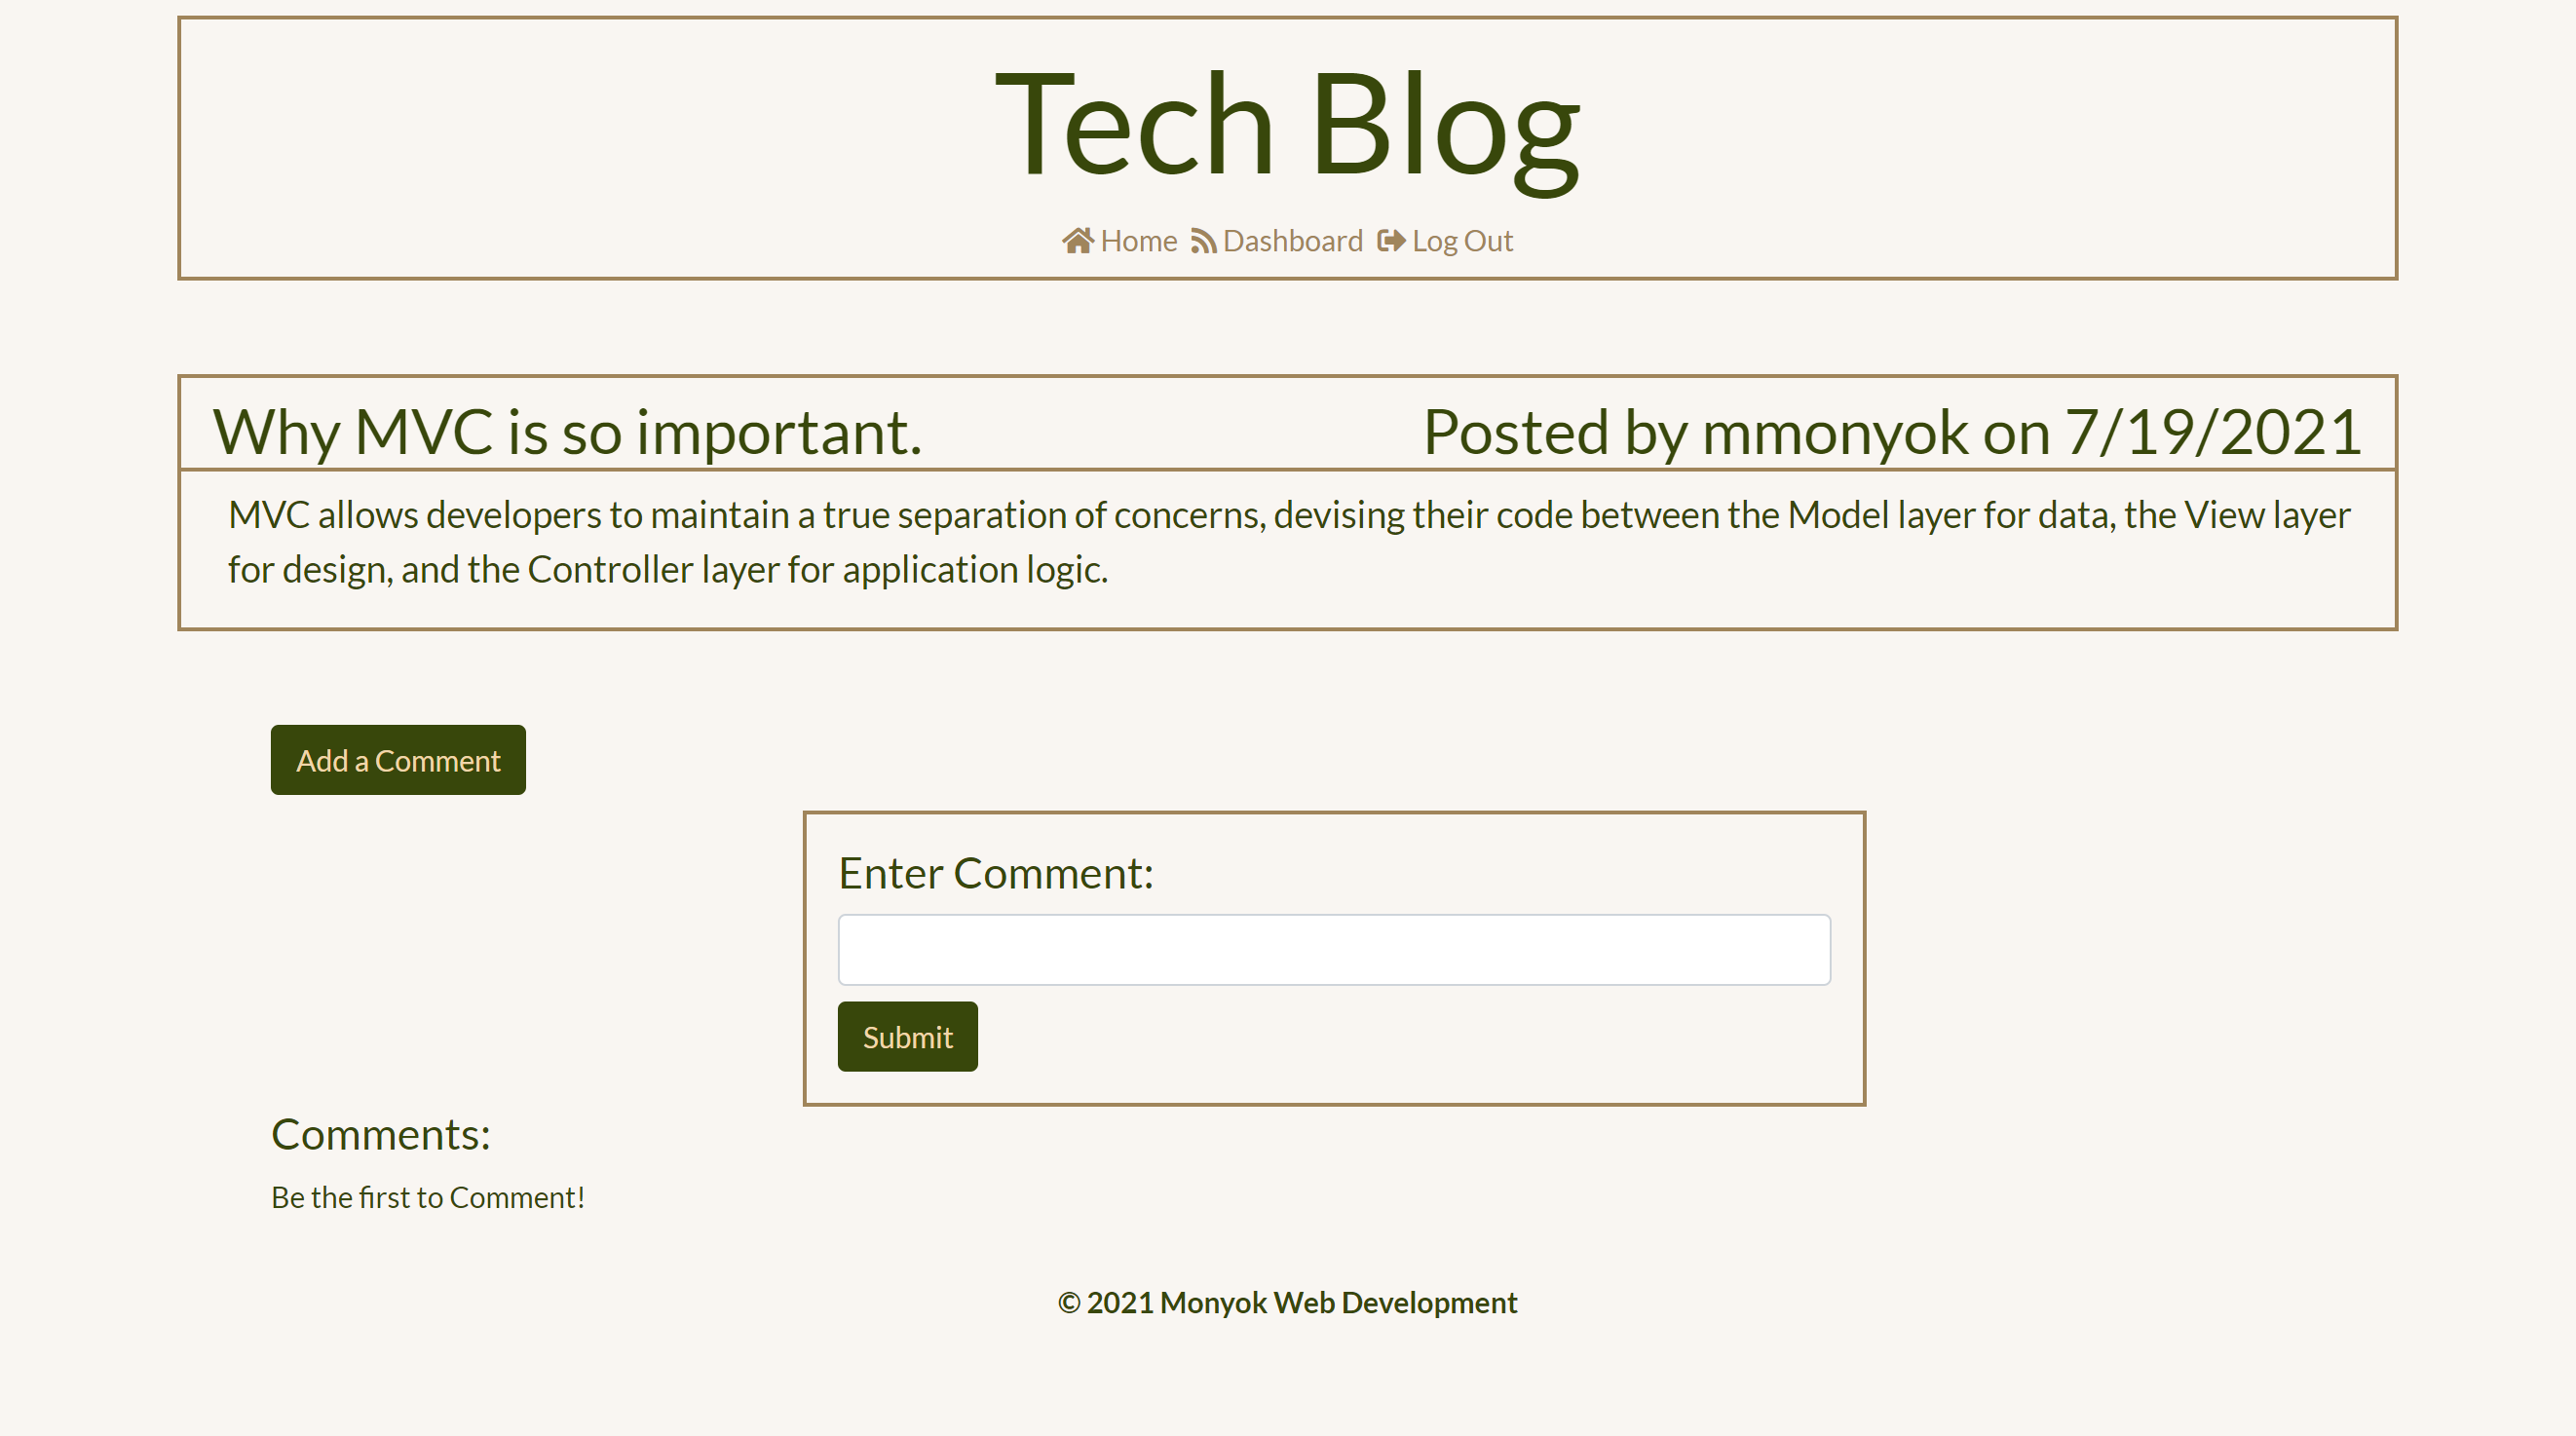 Tech Blog
Home Dashboard Log Out
Why MVC is so important. Posted by mmonyok on 7/19/2021
MVC allows developers to maintain a true separation of concerns, devising their code between the Model layer for data, the View layer
for design, and the Controller layer for application logic.
Add a Comment
Enter Comment:
Submit
Comments:
Be the first to Comment!
© 2021 Monyok Web Development